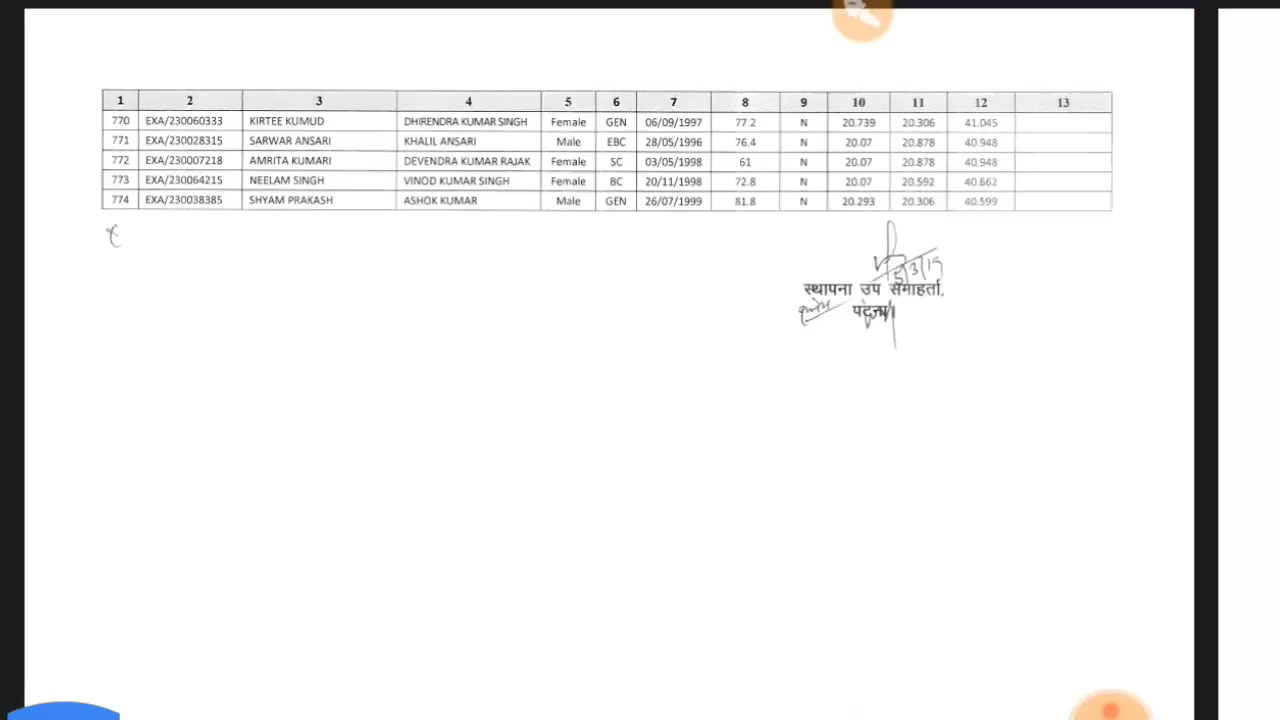 1 2 3 4 5 6 7 8 9 10 11 12 13
770 EXA/230060333 KIRTEE KUMUD DHIRENDRA KUMAR SINGH Female GEN 06/09/1997 77.2 N 20.739 20.306 41.045
771 EXA/230028315 SARWAR ANSARI KHALIL ANSARI Male EBC 28/05/1996 76.4 N 20.07 20.878 40.948
772 EXA/230007218 AMRITA KUMARI DEVENDRA KUMAR RAJAK Female SC 03/05/1998 61 N 20.07 20.878 40.948
773 EXA/230064215 NEELAM SINGH VINOD KUMAR SINGH Female BC 20/11/1998 72.8 N 20.07 20.592 40.662
774 EXA/230038385 SHYAM PRAKASH ASHOK KUMAR Male GEN 26/07/1999 81.8 N 20.293 20.306 40.599
5/3/19
स्थापना उप समाहर्ता,
पटना।